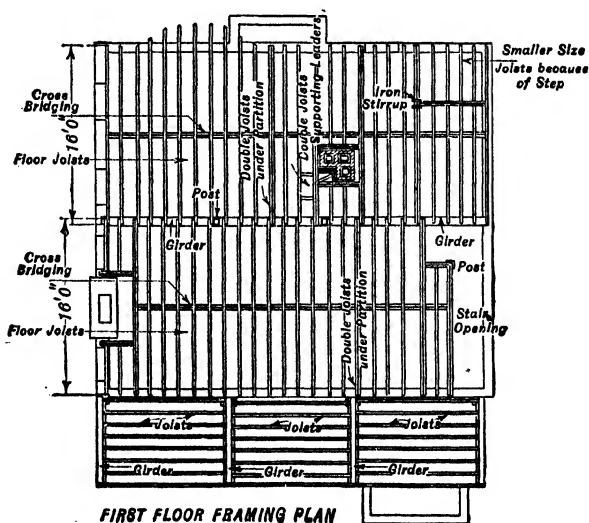 Smaller Size
Joists because
of Step
Iron
Stirrup
Cross
Bridging
16'0"
Floor Joists
Double Joists
under Partition
Double Joists
Supporting Leaders
Post
Girder
Girder
Cross
Bridging
16'0"
Floor Joists
Post
Stair
Opening
Double Joists
under Partition
Joists
Joists
Joists
Girder
Girder
Girder
FIRST FLOOR FRAMING PLAN